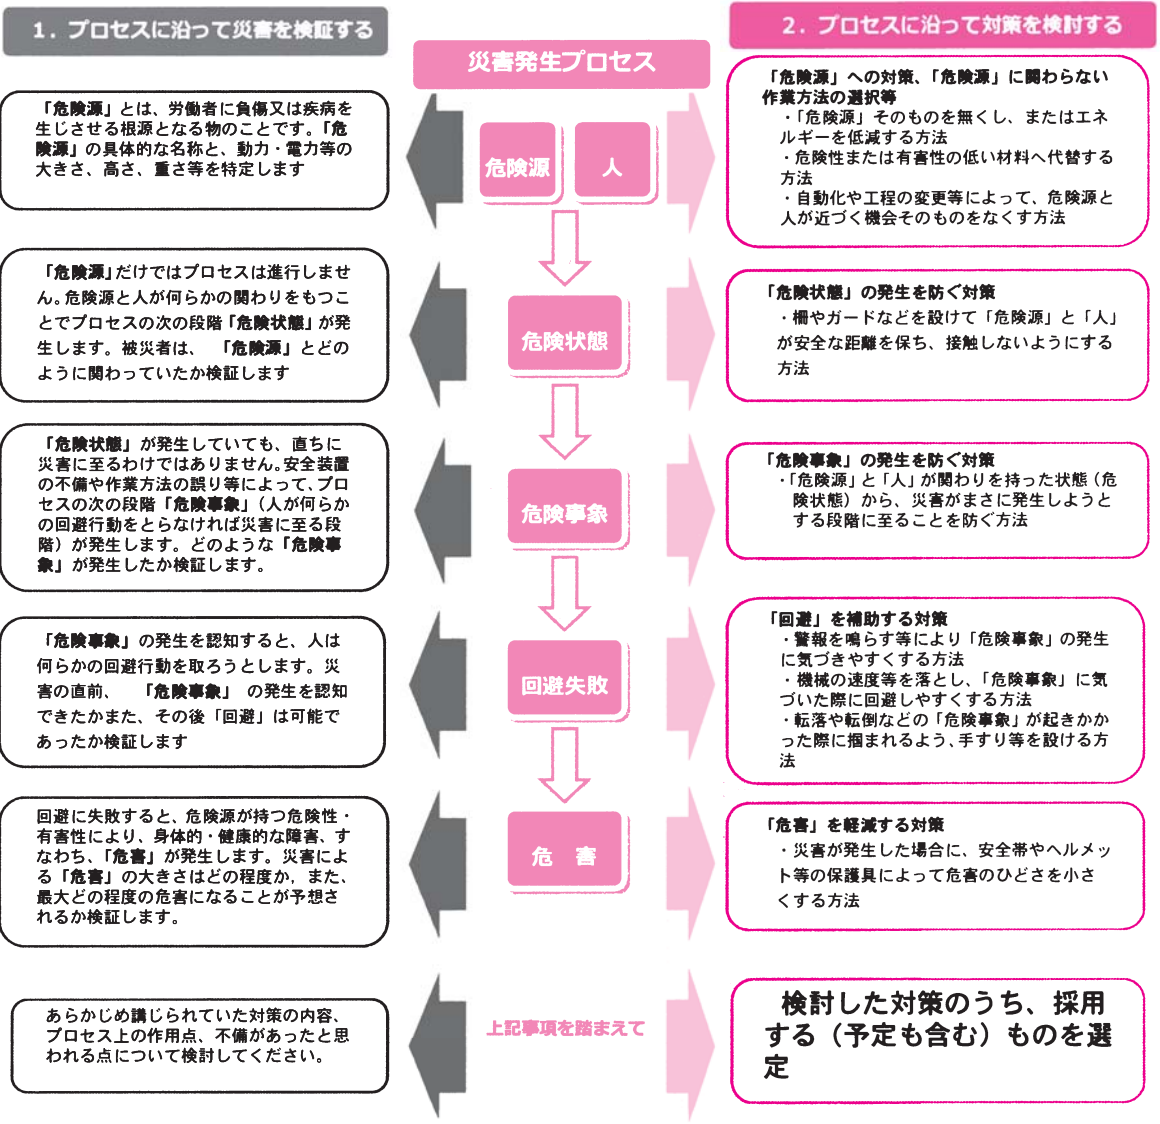 1．プロセスに沿って災害を検証する
災害発生プロセス
2．プロセスに沿って対策を検討する
「危険源」とは、労働者に負傷又は疾病を
生じさせる根源となる物のことです。「危
険源」の具体的な名称と、動力・電力等の
大きさ、高さ、重さ等を特定します
危険源
人
「危険源」への対策、「危険源」に関わらない
作業方法の選択等
・「危険源」そのものを無くし、またはエネ
ルギーを低減する方法
・危険性または有害性の低い材料へ代替する
方法
・自動化や工程の変更等によって、危険源と
人が近づく機会そのものをなくす方法
「危険源」だけではプロセスは進行しませ
ん。危険源と人が何らかの関わりをもつこ
とでプロセスの次の段階「危険状態」が発
生します。被災者は、 「危険源」とどの
ように関わっていたか検証します
危険状態
「危険状態」の発生を防ぐ対策
・柵やガードなどを設けて「危険源」と「人」
が安全な距離を保ち、接触しないようにする
方法
「危険状態」が発生していても、直ちに
災害に至るわけではありません。安全装置
の不備や作業方法の誤り等によって、プロ
セスの次の段階「危険事象」（人が何らか
の回避行動をとらなければ災害に至る段
階）が発生します。どのような「危険事
象」が発生したか検証します。
危険事象
「危険事象」の発生を防ぐ対策
・「危険源」と「人」が関わりを持った状態（危
険状態）から、災害がまさに発生しようと
する段階に至ることを防ぐ方法
「危険事象」の発生を認知すると、人は
何らかの回避行動を取ろうとします。災
害の直前、 「危険事象」 の発生を認知
できたかまた、その後「回避」は可能で
あったか検証します
回避失敗
「回避」を補助する対策
・警報を鳴らす等により「危険事象」の発生
に気づきやすくする方法
・機械の速度等を落とし、「危険事象」に気
づいた際に回避しやすくする方法
・転落や転倒などの「危険事象」が起きかか
った際に掴まれるよう、手すり等を設ける方
法
回避に失敗すると、危険源が持つ危険性・
有害性により、身体的・健康的な障害、す
なわち、「危害」が発生します。災害によ
る「危害」の大きさはどの程度か、また、
最大どの程度の危害になることが予想さ
れるか検証します。
危 害
「危害」を軽減する対策
・災害が発生した場合に、安全帯やヘルメッ
ト等の保護具によって危害のひどさを小さ
くする方法
あらかじめ講じられていた対策の内容、
プロセス上の作用点、不備があったと思
われる点について検討してください。
上記事項を踏まえて
検討した対策のうち、採用
する（予定も含む）ものを選
定